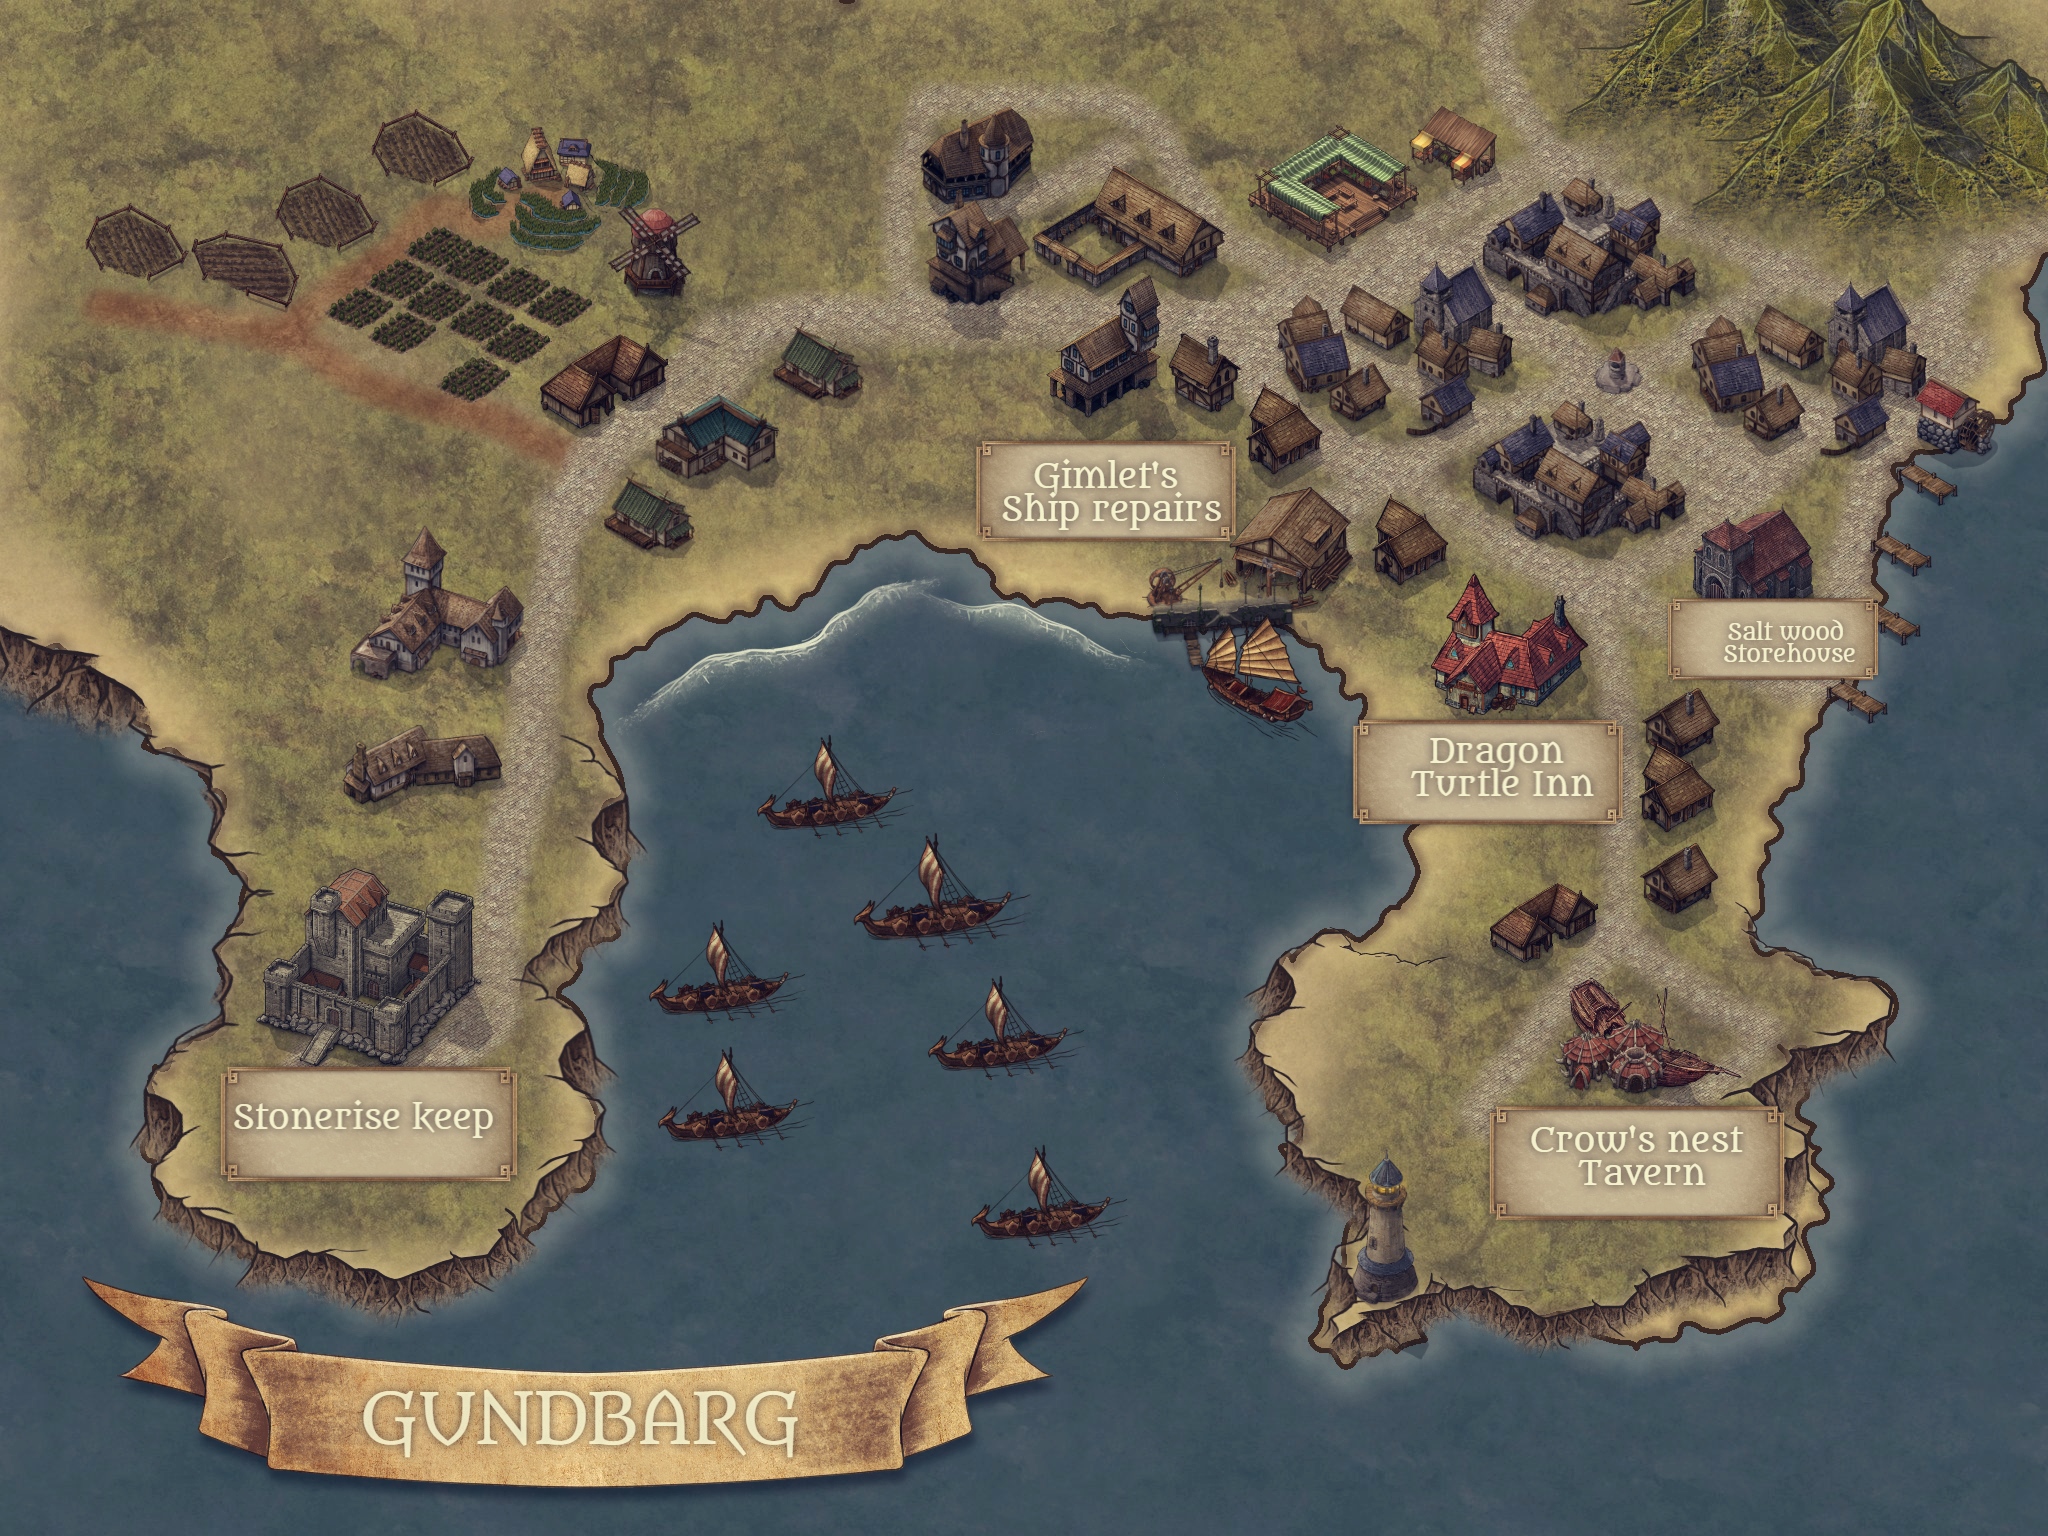 Gimlet's
Ship repairs
Salt wood
Storehouse
Dragon
Turtle Inn
Stonerise keep
Crow's nest
Tavern
GUNDBARG